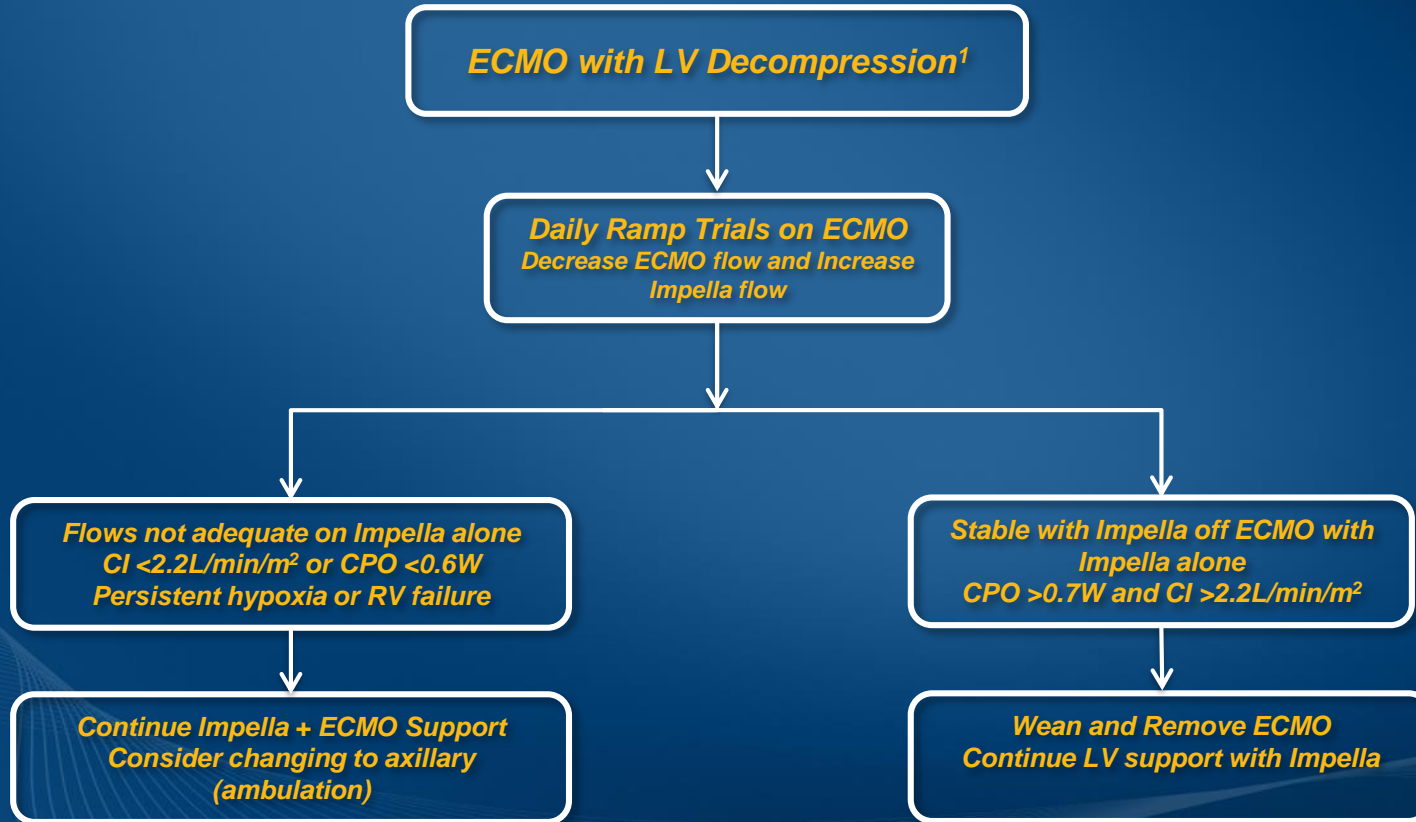 ECMO with LV Decompression¹
Daily Ramp Trials on ECMO
Decrease ECMO flow and Increase
Impella flow
Flows not adequate on Impella alone
CI <2.2L/min/m² or CPO <0.6W
Persistent hypoxia or RV failure
Stable with Impella off ECMO with
Impella alone
CPO >0.7W and CI >2.2L/min/m²
Continue Impella + ECMO Support
Consider changing to axillary
(ambulation)
Wean and Remove ECMO
Continue LV support with Impella